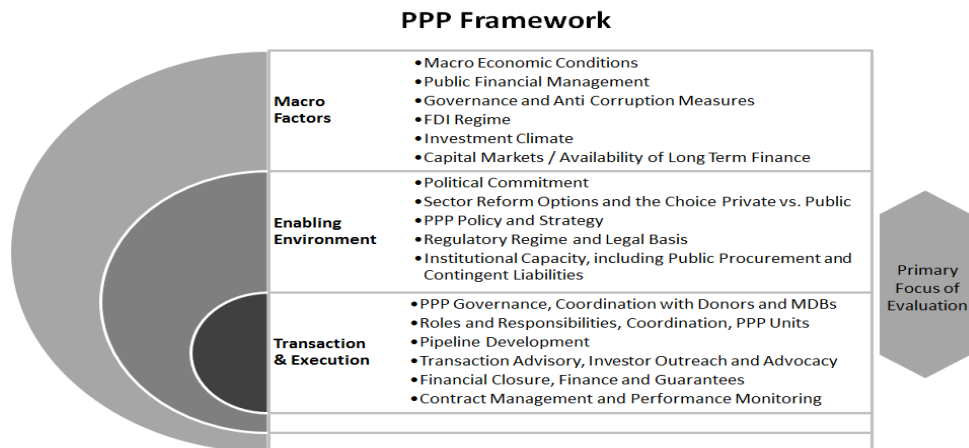 PPP Framework
Macro
Factors
•Macro Economic Conditions
•Public Financial Management
•Governance and Anti Corruption Measures
•FDI Regime
•Investment Climate
•Capital Markets / Availability of Long Term Finance
Enabling
Environment
•Political Commitment
•Sector Reform Options and the Choice Private vs. Public
•PPP Policy and Strategy
•Regulatory Regime and Legal Basis
•Institutional Capacity, including Public Procurement and
Contingent Liabilities
Transaction
& Execution
•PPP Governance, Coordination with Donors and MDBs
•Roles and Responsibilities, Coordination, PPP Units
•Pipeline Development
•Transaction Advisory, Investor Outreach and Advocacy
•Financial Closure, Finance and Guarantees
•Contract Management and Performance Monitoring
Primary
Focus of
Evaluation